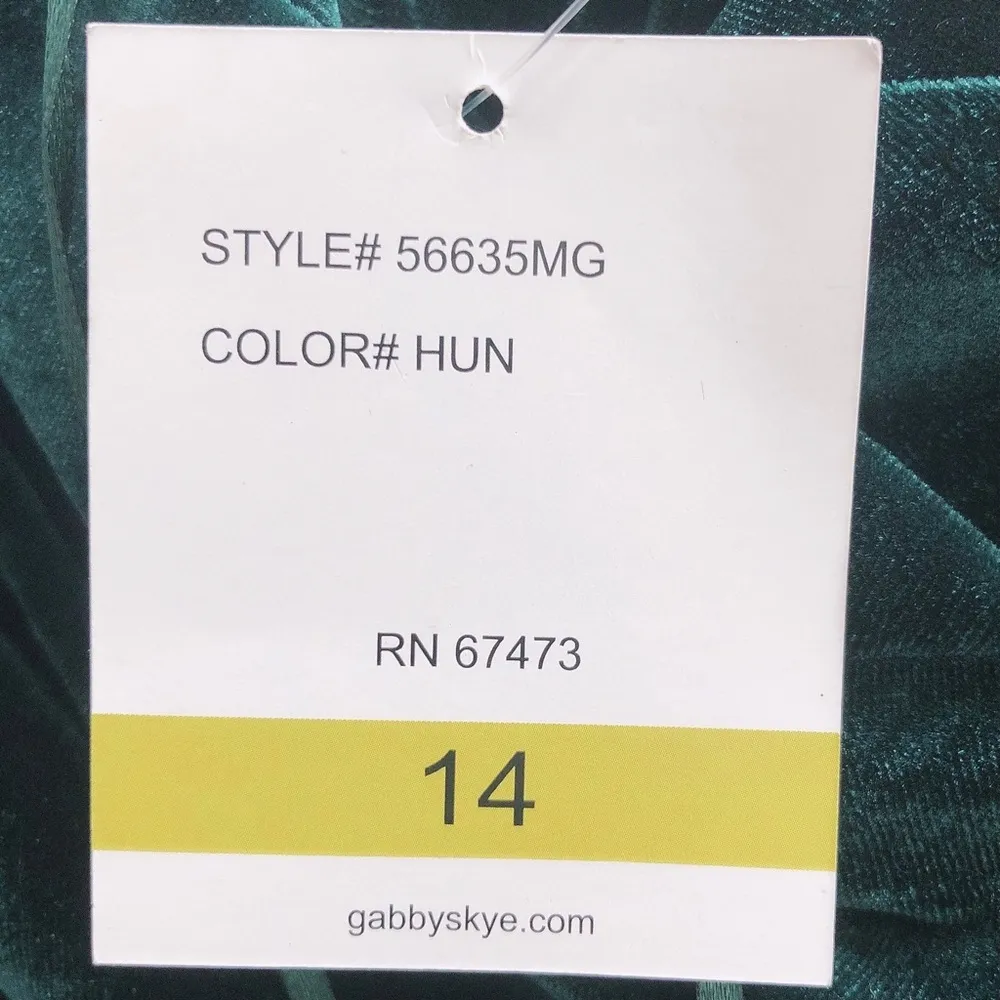 STYLE# 56635MG
COLOR# HUN
RN 67473
14
gabbyskye.com